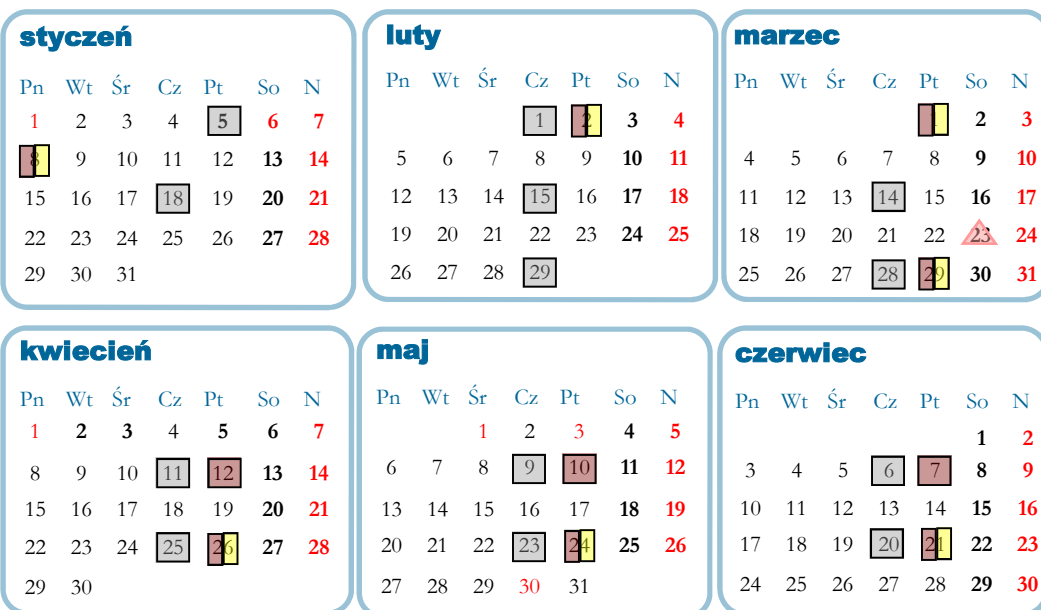 styczeń
Pn Wt Śr Cz Pt So N
1 2 3 4 5 6 7
8 9 10 11 12 13 14
15 16 17 18 19 20 21
22 23 24 25 26 27 28
29 30 31
luty
Pn Wt Śr Cz Pt So N
1 2 3 4
5 6 7 8 9 10 11
12 13 14 15 16 17 18
19 20 21 22 23 24 25
26 27 28 29
marzec
Pn Wt Śr Cz Pt So N
1 2 3
4 5 6 7 8 9 10
11 12 13 14 15 16 17
18 19 20 21 22 23 24
25 26 27 28 29 30 31
kwiecień
Pn Wt Śr Cz Pt So N
1 2 3 4 5 6 7
8 9 10 11 12 13 14
15 16 17 18 19 20 21
22 23 24 25 26 27 28
29 30
maj
Pn Wt Śr Cz Pt So N
1 2 3 4 5
6 7 8 9 10 11 12
13 14 15 16 17 18 19
20 21 22 23 24 25 26
27 28 29 30 31
czerwiec
Pn Wt Śr Cz Pt So N
1 2
3 4 5 6 7 8 9
10 11 12 13 14 15 16
17 18 19 20 21 22 23
24 25 26 27 28 29 30